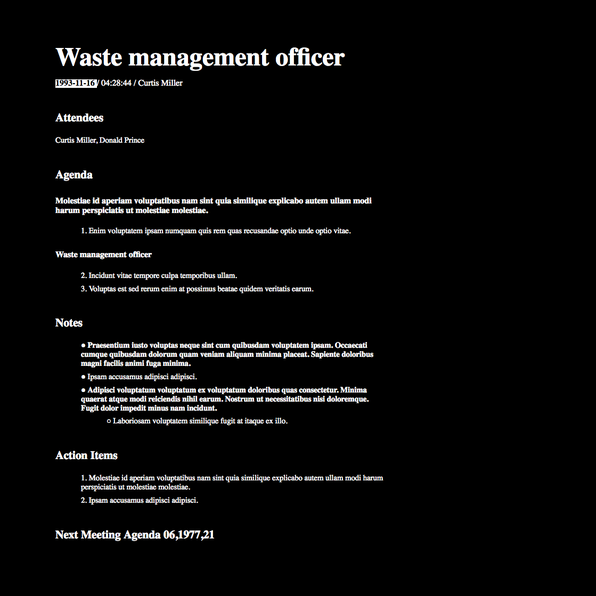 Waste management officer
1993-11-16 / 04:28:44 / Curtis Miller
Attendees
Curtis Miller, Donald Prince
Agenda
Molestiae id aperiam voluptatibus nam sint quia similique explicabo autem ullam modi
harum perspiciatis ut molestiae molestiae.
1. Enim voluptatem ipsam numquam quis rem quas recusandae optio unde optio vitae.
Waste management officer
2. Incidunt vitae tempore culpa temporibus ullam.
3. Voluptas est sed rerum enim at possimus beatae quidem veritatis earum.
Notes
● Praesentium iusto voluptas neque sint cum quibusdam voluptatem ipsam. Occaecati
cumque quibusdam dolorum quam veniam aliquam minima placeat. Sapiente doloribus
magni facilis animi fuga minima.
● Ipsam accusamus adipisci adipisci.
● Adipisci voluptatum voluptatum ex voluptatum doloribus quas consectetur. Minima
quaerat atque modi reiciendis nihil earum. Nostrum ut necessitatibus nisi doloremque.
Fugit dolor impedit minus nam incidunt.
○ Laboriosam voluptatem similique fugit at itaque ex illo.
Action Items
1. Molestiae id aperiam voluptatibus nam sint quia similique explicabo autem ullam modi harum
perspiciatis ut molestiae molestiae.
2. Ipsam accusamus adipisci adipisci.
Next Meeting Agenda 06,1977,21